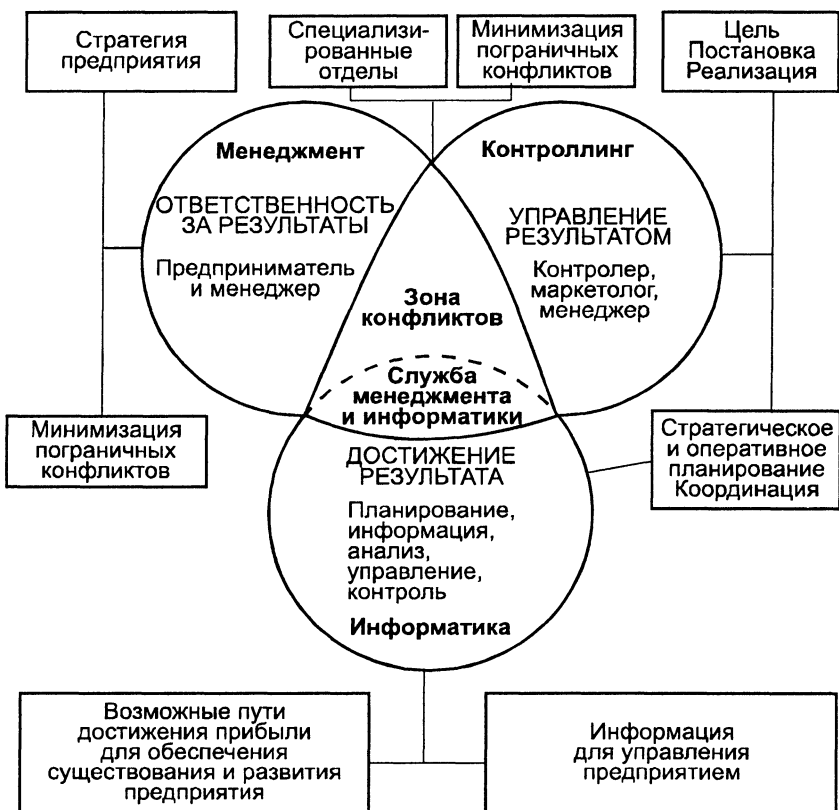 Стратегия
предприятия
Специализи-
рованные
отделы
Минимизация
пограничных
конфликтов
Цель
Постановка
Реализация
Менеджмент
ОТВЕТСТВЕННОСТЬ
ЗА РЕЗУЛЬТАТЫ
Предприниматель
и менеджер
Контроллинг
УПРАВЛЕНИЕ
РЕЗУЛЬТАТОМ
Контролер,
маркетолог,
менеджер
Зона
конфликтов
Служба
менеджмента
и информатики
Минимизация
пограничных
конфликтов
Стратегическое
и оперативное
планирование
Координация
ДОСТИЖЕНИЕ
РЕЗУЛЬТАТА
Планирование,
информация,
анализ,
управление,
контроль
Информатика
Возможные пути
достижения прибыли
для обеспечения
существования и развития
предприятия
Информация
для управления
предприятием